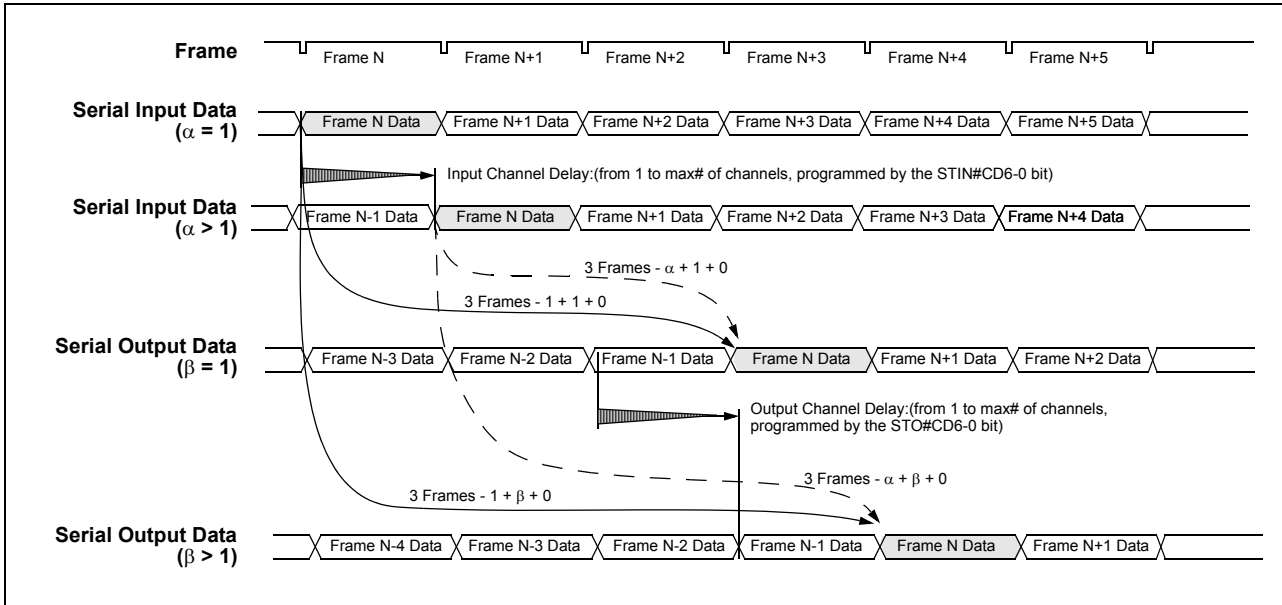 Frame
Frame N
Frame N+1
Frame N+2
Frame N+3
Frame N+4
Frame N+5
Serial Input Data
(α = 1)
Frame N Data
Frame N+1 Data
Frame N+2 Data
Frame N+3 Data
Frame N+4 Data
Frame N+5 Data
Input Channel Delay:(from 1 to max# of channels, programmed by the STIN#CD6-0 bit)
Serial Input Data
(α > 1)
Frame N-1 Data
Frame N Data
Frame N+1 Data
Frame N+2 Data
Frame N+3 Data
Frame N+4 Data
3 Frames - α + 1 + 0
3 Frames - 1 + 1 + 0
Serial Output Data
(β = 1)
Frame N-3 Data
Frame N-2 Data
Frame N-1 Data
Frame N Data
Frame N+1 Data
Frame N+2 Data
Output Channel Delay:(from 1 to max# of channels,
programmed by the STO#CD6-0 bit)
3 Frames - α + β + 0
3 Frames - 1 + β + 0
Serial Output Data
(β > 1)
Frame N-4 Data
Frame N-3 Data
Frame N-2 Data
Frame N-1 Data
Frame N Data
Frame N+1 Data